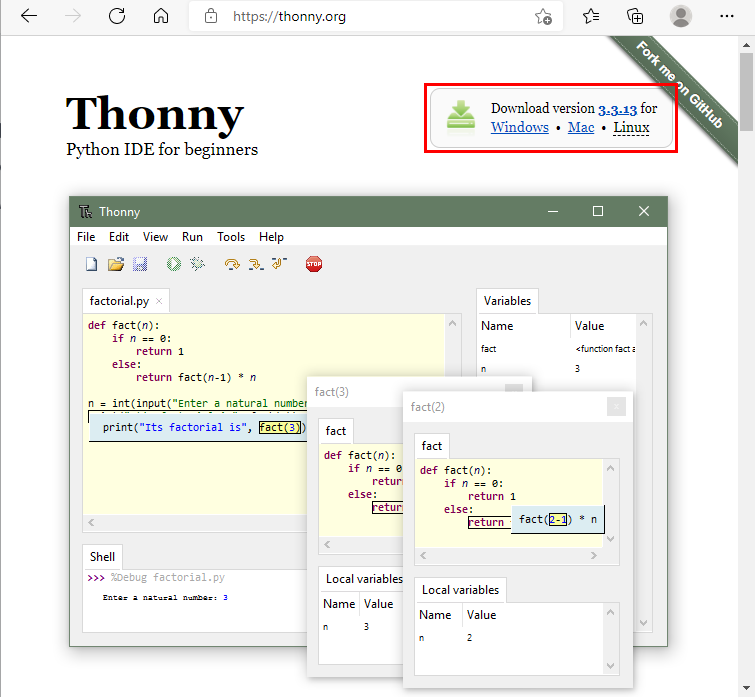 https://thonny.org
Fork me on GitHub
Thonny
Python IDE for beginners
Download version 3.3.13 for
Windows • Mac • Linux
Thonny
File Edit View Run Tools Help
STOP
factorial.py
def fact(n):
if n == 0:
return 1
else:
return fact(n-1) * n
n = int(input("Enter a natural number
print("Its factorial is", fact(3))
Shell
>>> %Debug factorial.py
Enter a natural number: 3
Variables
Name Value
fact <function fact a
n 3
fact(3)
fact
def fact(n):
if n == 0
return
else:
return
Local variables
Name Value
n 3
fact(2)
fact
def fact(n):
if n == 0:
return 1
else:
return
fact(2-1) * n
Local variables
Name Value
n 2